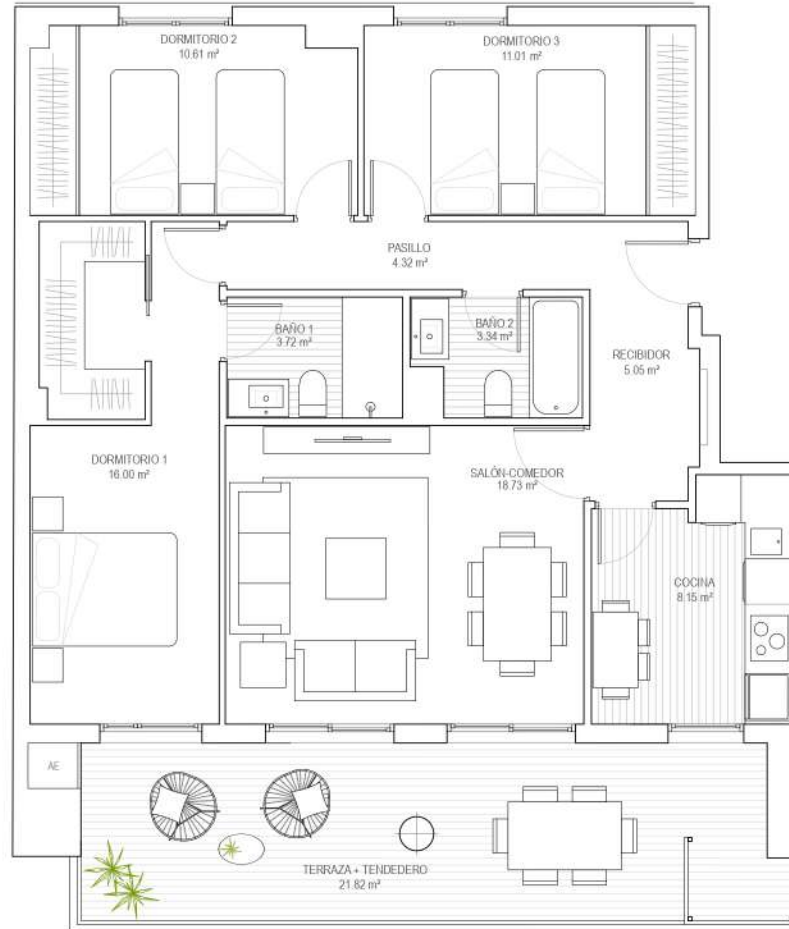 DORMITORIO 2
10.61 m²
DORMITORIO 3
11.01 m²
PASILLO
4.32 m²
BAÑO 1
3.72 m²
BAÑO 2
3.34 m²
RECIBIDOR
5.05 m²
DORMITORIO 1
16.00 m²
SALÓN-COMEDOR
18.73 m²
COCINA
8.15 m²
AE
TERRAZA + TENDEDERO
21.82 m²